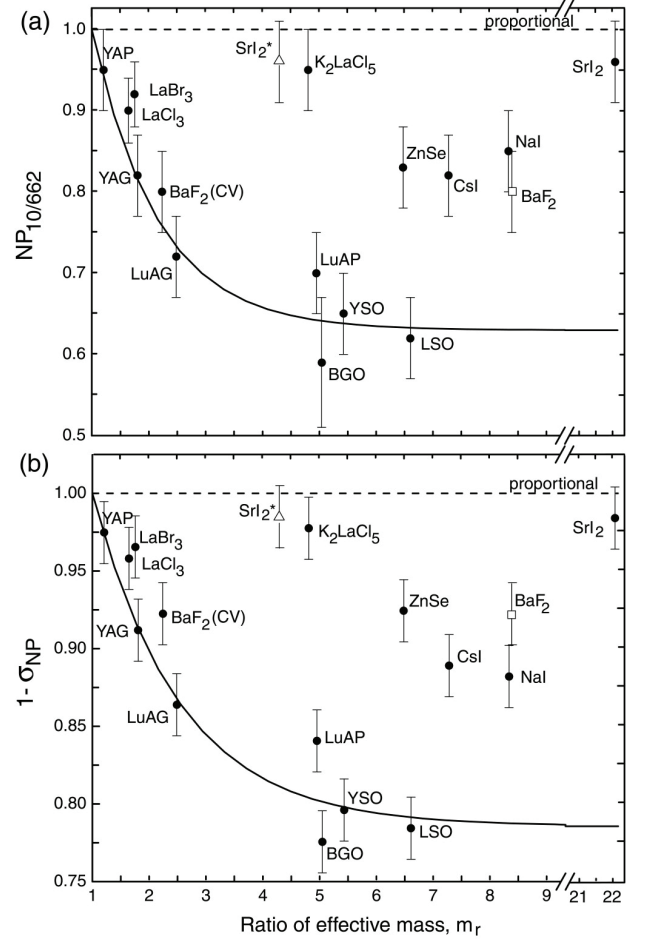 (a)
proportional
1.0
0.9
0.8
0.7
0.6
0.5
NP10/662
YAP
LaBr3
LaCl3
SrI2*
K2LaCl5
SrI2
YAG
BaF2(CV)
ZnSe
CsI
NaI
BaF2
LuAG
LuAP
YSO
LSO
BGO
(b)
proportional
1.00
0.95
0.90
0.85
0.80
0.75
1- σNP
YAP
LaBr3
LaCl3
SrI2*
K2LaCl5
SrI2
YAG
BaF2(CV)
ZnSe
BaF2
CsI
NaI
LuAG
LuAP
YSO
LSO
BGO
1 2 3 4 5 6 7 8 9 21 22
Ratio of effective mass, mr